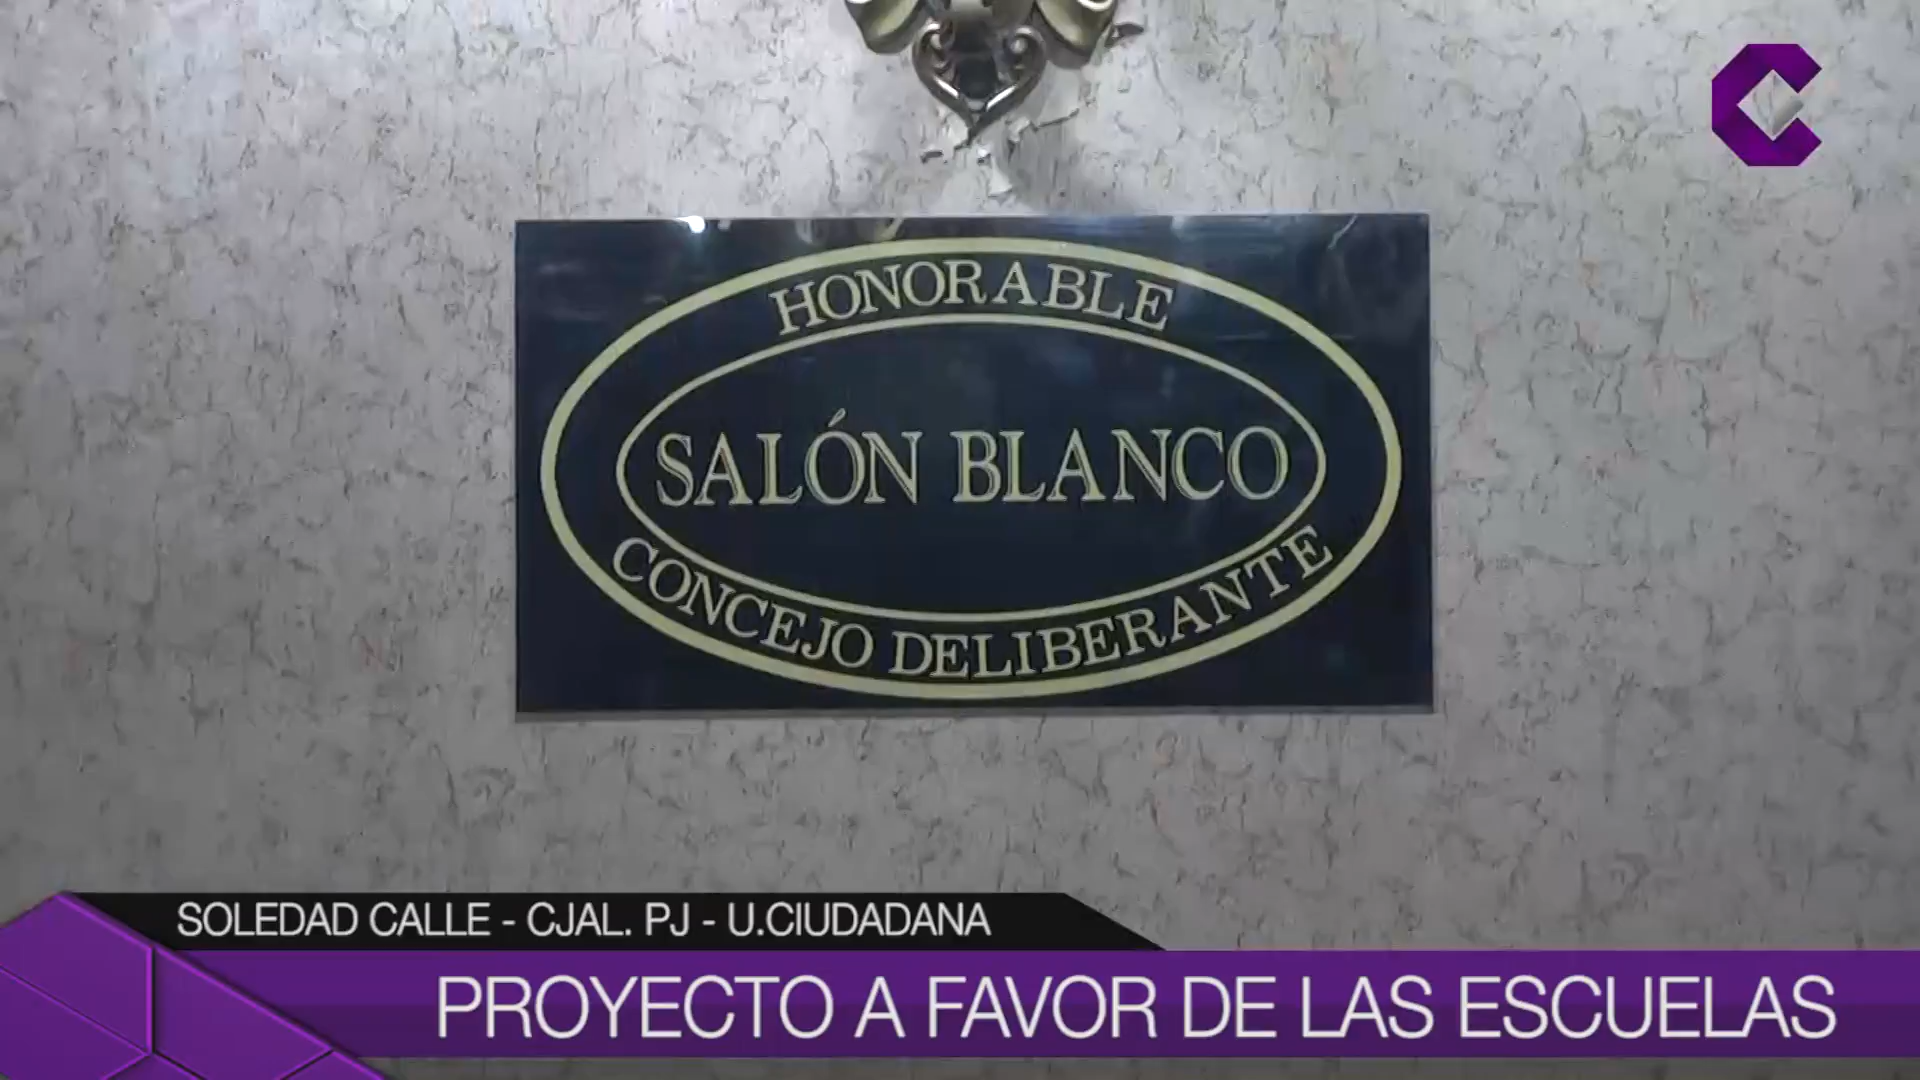 HONORABLE
SALÓN BLANCO
CONCEJO DELIBERANTE
SOLEDAD CALLE - CJAL. PJ - U.CIUDADANA
PROYECTO A FAVOR DE LAS ESCUELAS